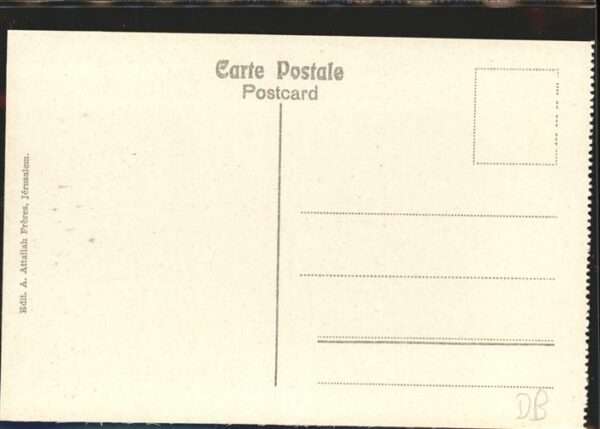 Carte Postale
Postcard
Edit. A. Attallah Frères, Jérusalem.
DB